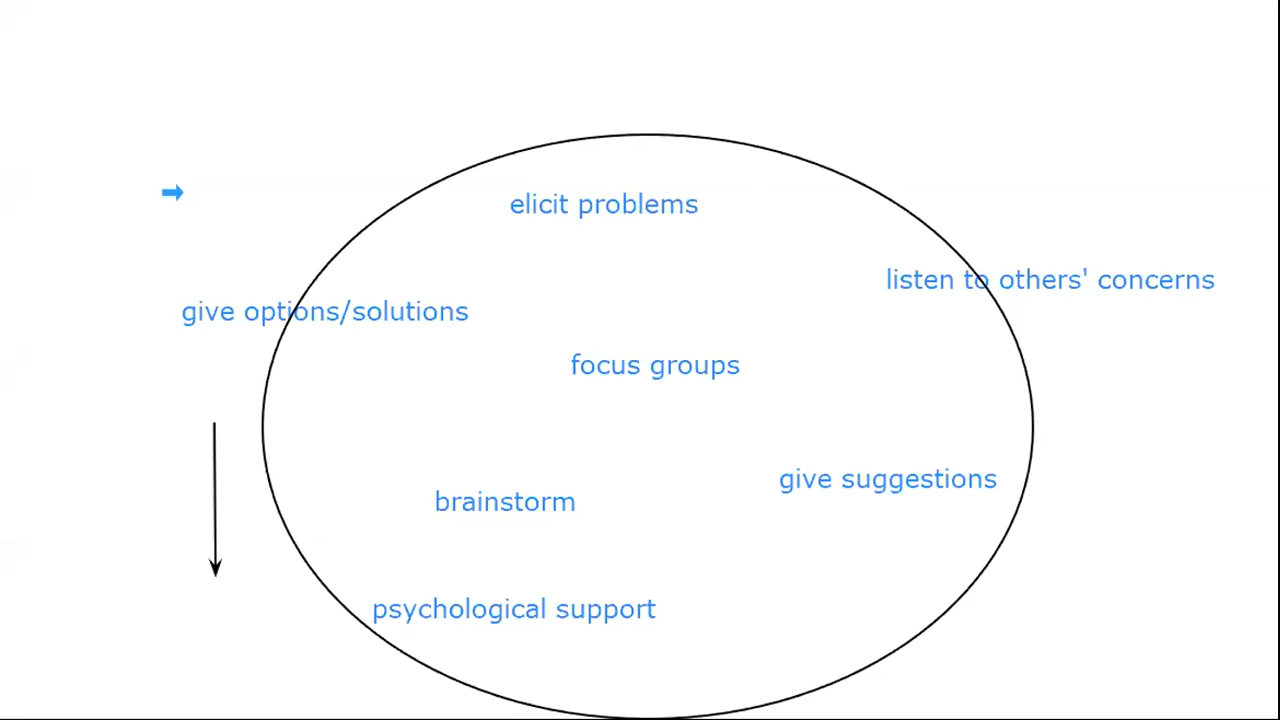 elicit problems
listen to others' concerns
give options/solutions
focus groups
give suggestions
brainstorm
psychological support